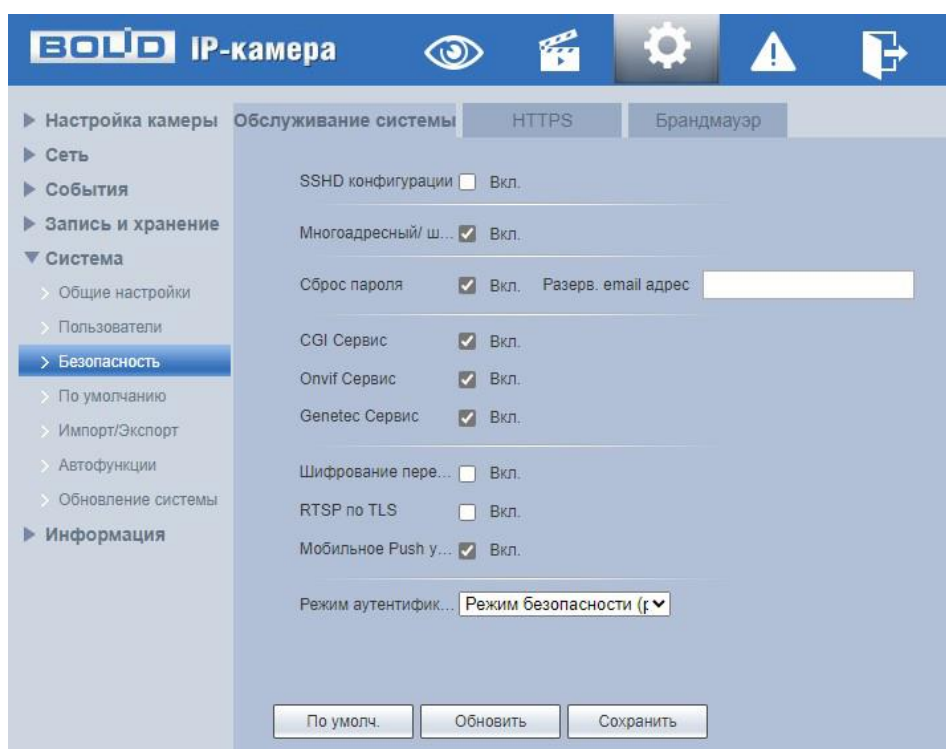 BOLID IP-камера
Настройка камеры
Сеть
События
Запись и хранение
Система
Общие настройки
Пользователи
Безопасность
По умолчанию
Импорт/Экспорт
Автофункции
Обновление системы
Информация
Обслуживание системы HTTPS Брандмауэр
SSHD конфигурации Вкл.
Многоадресный/ ш... Вкл.
Сброс пароля Вкл. Разерв. email адрес
CGI Сервис Вкл.
Onvif Сервис Вкл.
Genetec Сервис Вкл.
Шифрование пере... Вкл.
RTSP по TLS Вкл.
Мобильное Push у... Вкл.
Режим аутентифик... Режим безопасности (р
По умолч. Обновить Сохранить